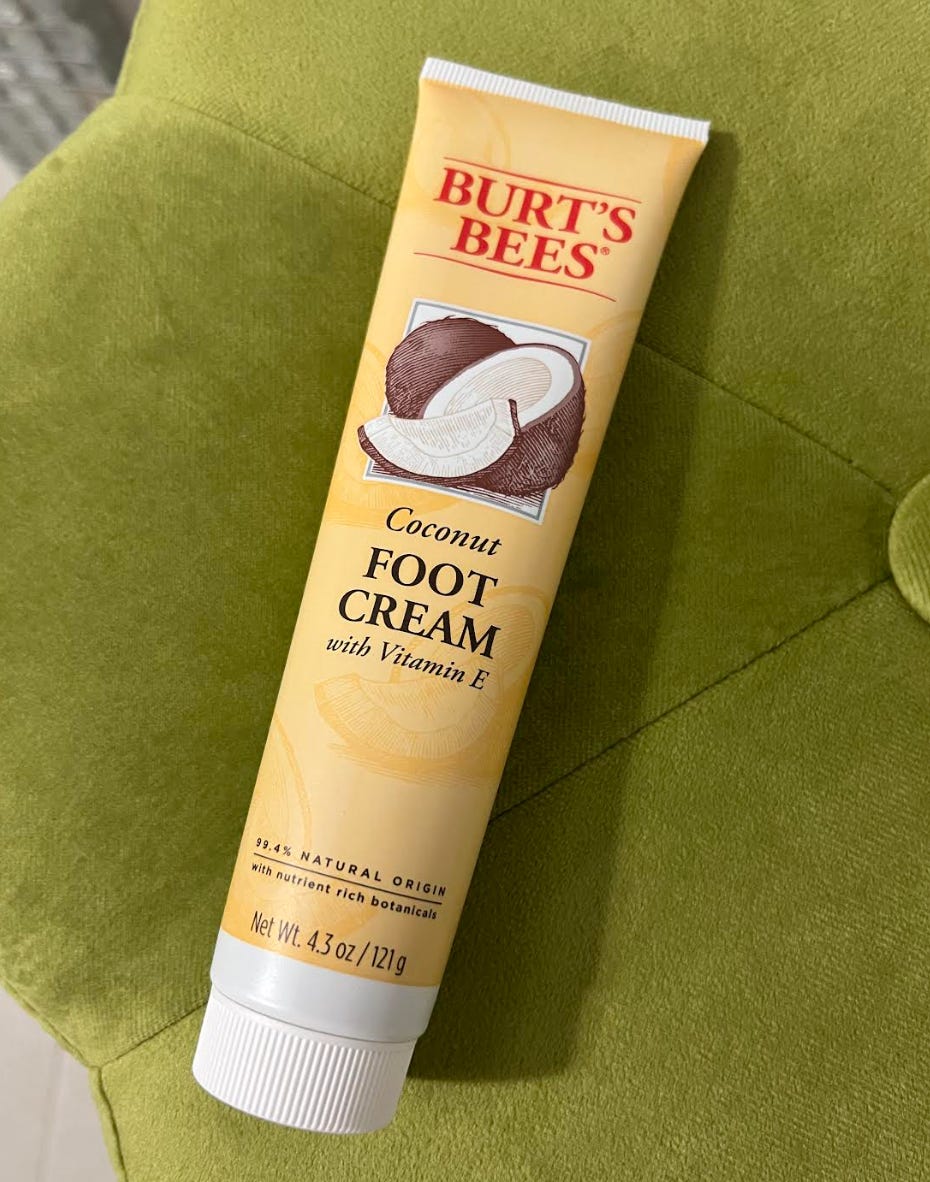 BURT'S
BEES®
Coconut
FOOT
CREAM
with Vitamin E
99.4% NATURAL ORIGIN
with nutrient rich botanicals
Net Wt. 4.3 oz / 121 g